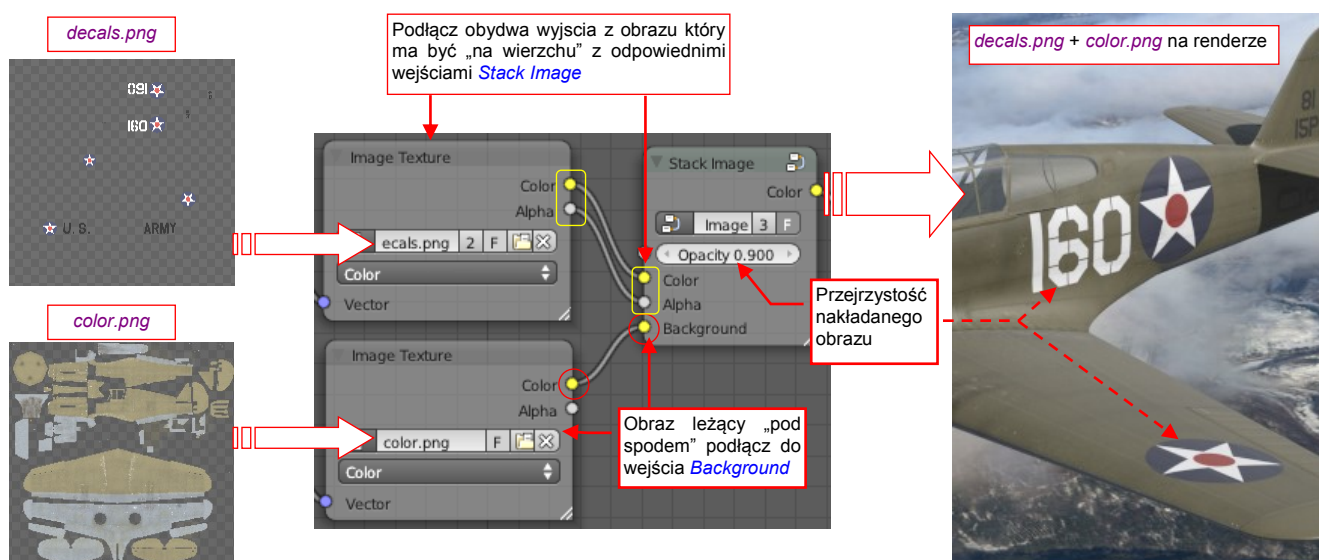 decals.png
160
160
U. S. ARMY
color.png
Podłącz obydwa wyjscia z obrazu który
ma być „na wierzchu” z odpowiednimi
wejściami Stack Image
Image Texture
Color
Alpha
ecals.png 2 F
Color
Vector
Image Texture
Color
Alpha
color.png F
Color
Vector
Stack Image
Color
Image 3 F
Opacity 0.900
Color
Alpha
Background
Przejrzystość
nakładanego
obrazu
Obraz leżący „pod
spodem” podłącz do
wejścia Background
decals.png + color.png na renderze
81
15P
160